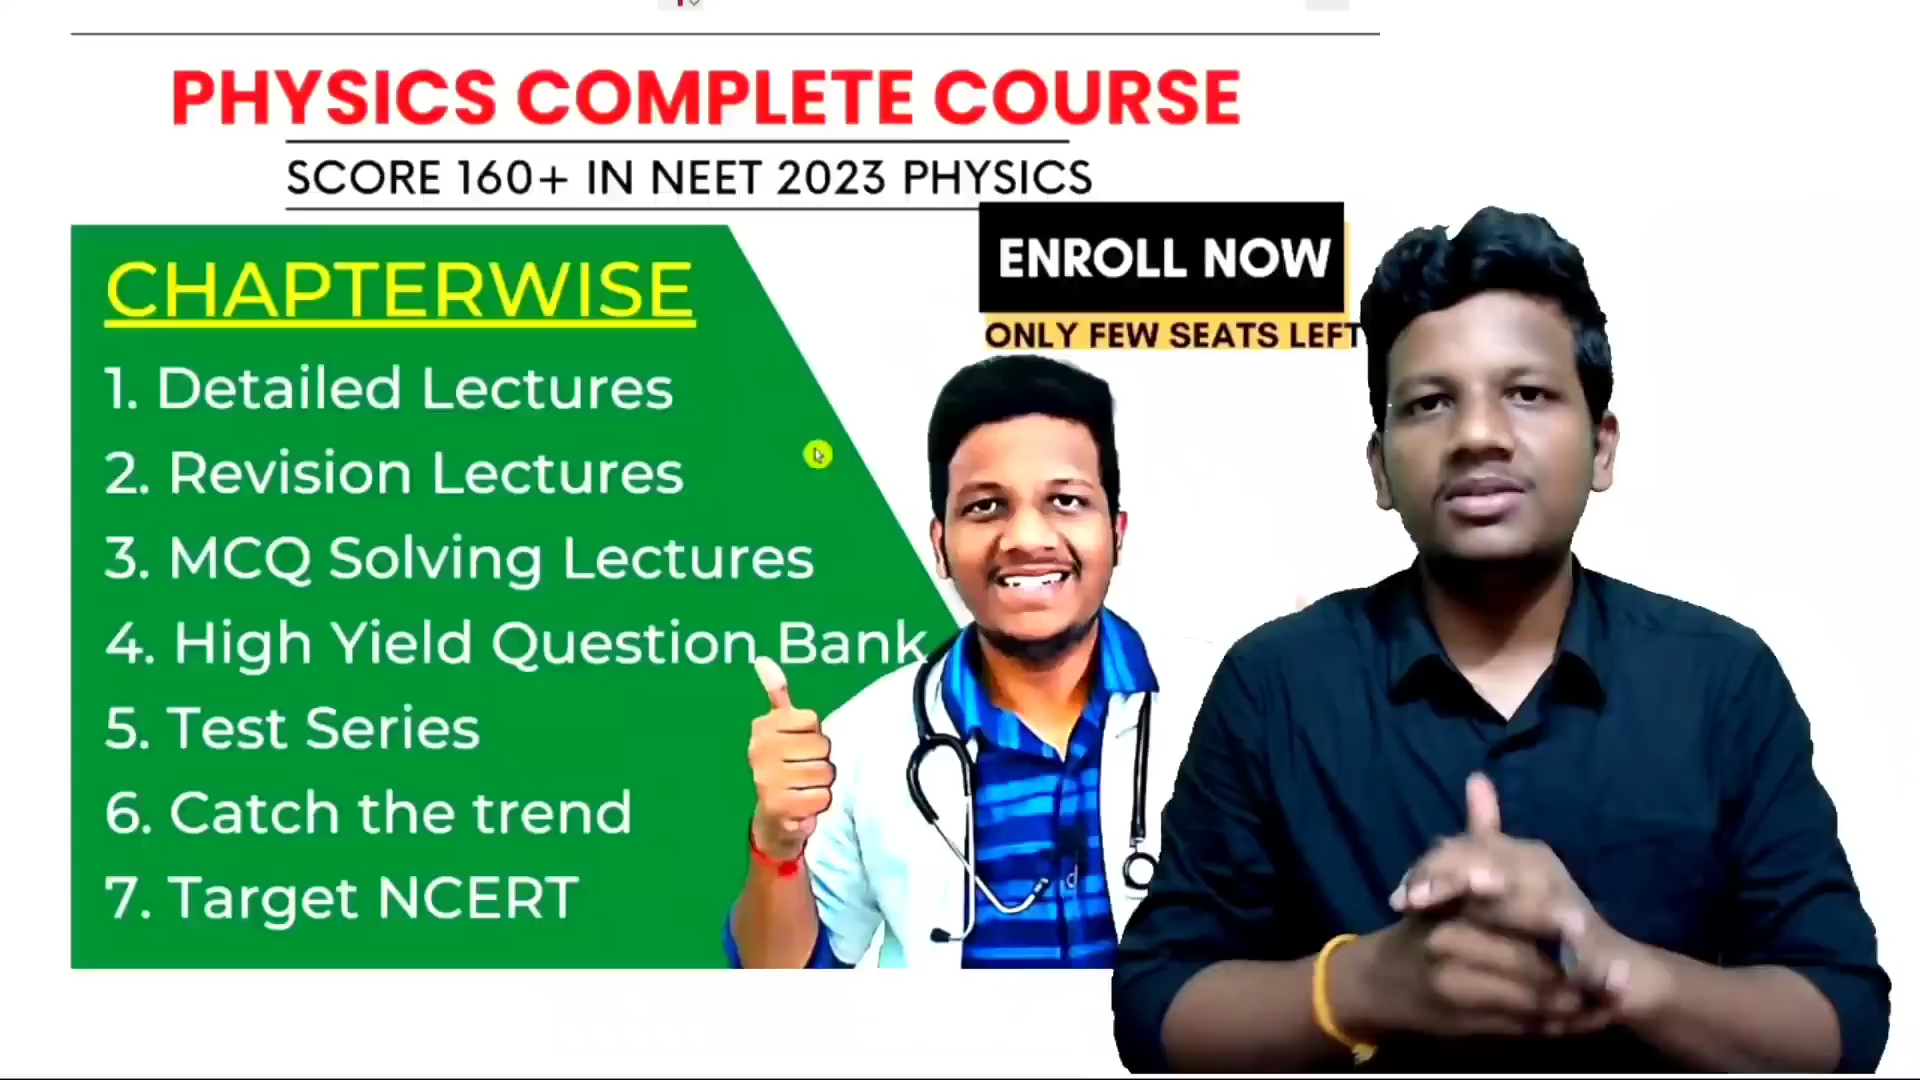 PHYSICS COMPLETE COURSE
SCORE 160+ IN NEET 2023 PHYSICS
ENROLL NOW
ONLY FEW SEATS LEFT
CHAPTERWISE
1. Detailed Lectures
2. Revision Lectures
3. MCQ Solving Lectures
4. High Yield Question Bank
5. Test Series
6. Catch the trend
7. Target NCERT